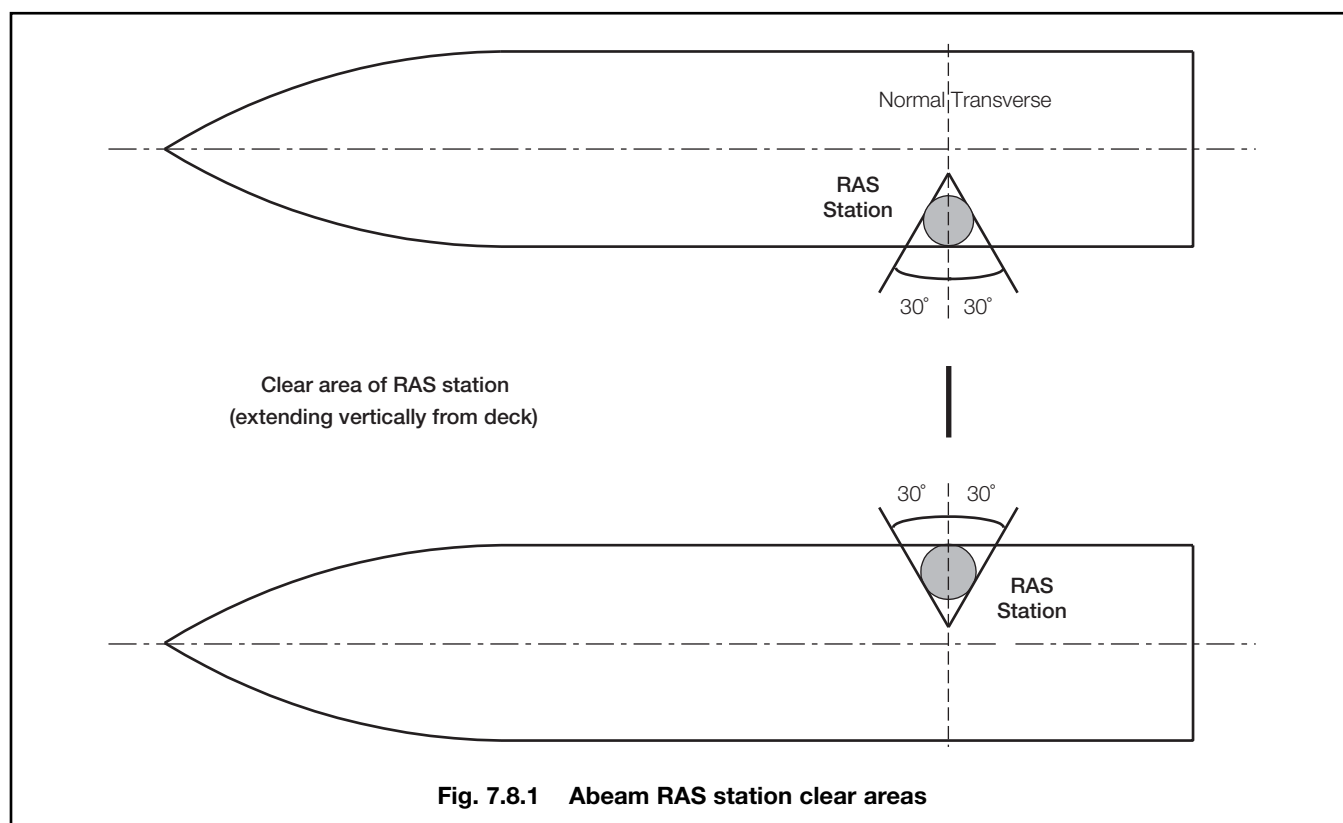 Normal Transverse
RAS
Station
30° 30°
Clear area of RAS station
(extending vertically from deck)
30° 30°
RAS
Station
Fig. 7.8.1 Abeam RAS station clear areas